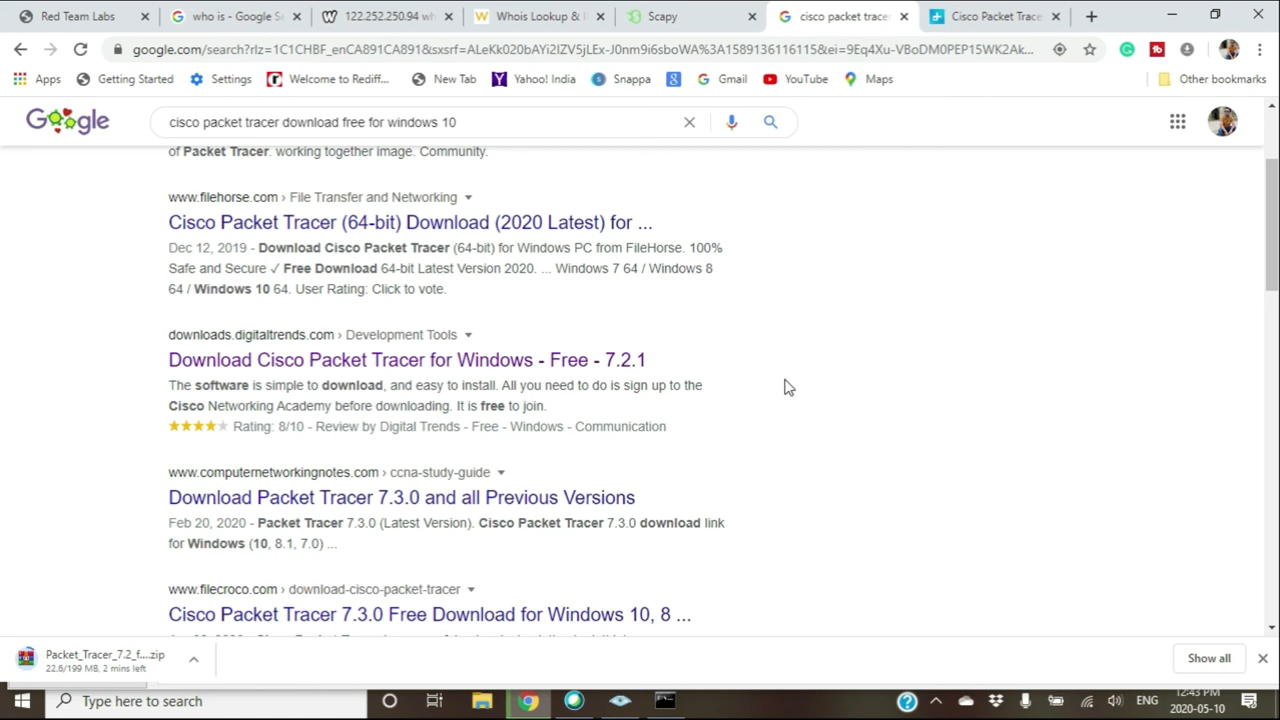 Red Team Labs
who is - Google S
122.252.250.94 wh
Whois Lookup & I
Scapy
cisco packet tracer
Cisco Packet Trace
google.com/search?rlz=1C1CHBF_enCA891CA891&sxsrf=ALeKk020bAYi2IZV5jLEx-J0nm9i6sboWA%3A1589136116115&ei=9Eq4Xu-VBoDM0PEP15WK2Ak...
Apps
Getting Started
Settings
Welcome to Rediff...
New Tab
Yahoo! India
Snappa
Gmail
YouTube
Maps
Other bookmarks
Google
cisco packet tracer download free for windows 10
of Packet Tracer. working together image. Community.
www.filehorse.com › File Transfer and Networking
Cisco Packet Tracer (64-bit) Download (2020 Latest) for ...
Dec 12, 2019 - Download Cisco Packet Tracer (64-bit) for Windows PC from FileHorse. 100%
Safe and Secure ✓ Free Download 64-bit Latest Version 2020. ... Windows 7 64 / Windows 8
64 / Windows 10 64. User Rating: Click to vote.
downloads.digitaltrends.com › Development Tools
Download Cisco Packet Tracer for Windows - Free - 7.2.1
The software is simple to download, and easy to install. All you need to do is sign up to the
Cisco Networking Academy before downloading. It is free to join.
Rating: 8/10 - Review by Digital Trends - Free - Windows - Communication
www.computernetworkingnotes.com › ccna-study-guide
Download Packet Tracer 7.3.0 and all Previous Versions
Feb 20, 2020 - Packet Tracer 7.3.0 (Latest Version). Cisco Packet Tracer 7.3.0 download link
for Windows (10, 8.1, 7.0) ...
www.filecroco.com › download-cisco-packet-tracer
Cisco Packet Tracer 7.3.0 Free Download for Windows 10, 8 ...
Packet_Tracer_7.2_f....zip
22.6/199 MB, 2 mins left
Show all
Type here to search
ENG
12:43 PM
2020-05-10